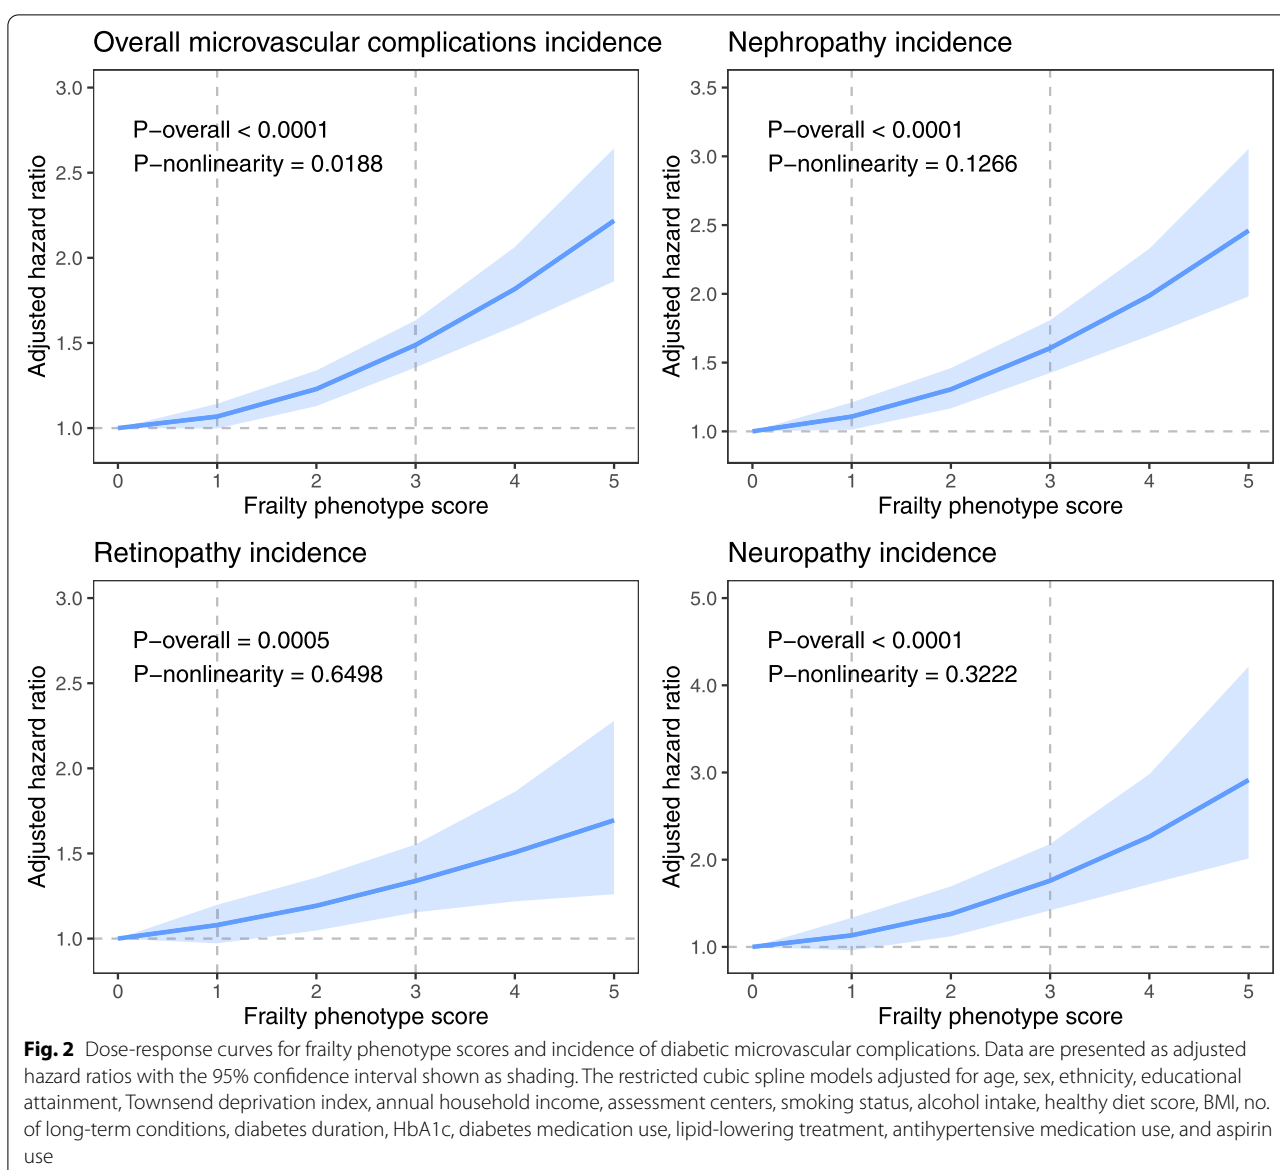 Overall microvascular complications incidence
P−overall < 0.0001
P−nonlinearity = 0.0188
Adjusted hazard ratio
3.0
2.5
2.0
1.5
1.0
0 1 2 3 4 5
Frailty phenotype score
Nephropathy incidence
P−overall < 0.0001
P−nonlinearity = 0.1266
Adjusted hazard ratio
3.5
3.0
2.5
2.0
1.5
1.0
0 1 2 3 4 5
Frailty phenotype score
Retinopathy incidence
P−overall = 0.0005
P−nonlinearity = 0.6498
Adjusted hazard ratio
3.0
2.5
2.0
1.5
1.0
0 1 2 3 4 5
Frailty phenotype score
Neuropathy incidence
P−overall < 0.0001
P−nonlinearity = 0.3222
Adjusted hazard ratio
5.0
4.0
3.0
2.0
1.0
0 1 2 3 4 5
Frailty phenotype score
Fig. 2 Dose-response curves for frailty phenotype scores and incidence of diabetic microvascular complications. Data are presented as adjusted
hazard ratios with the 95% confidence interval shown as shading. The restricted cubic spline models adjusted for age, sex, ethnicity, educational
attainment, Townsend deprivation index, annual household income, assessment centers, smoking status, alcohol intake, healthy diet score, BMI, no.
of long-term conditions, diabetes duration, HbA1c, diabetes medication use, lipid-lowering treatment, antihypertensive medication use, and aspirin
use